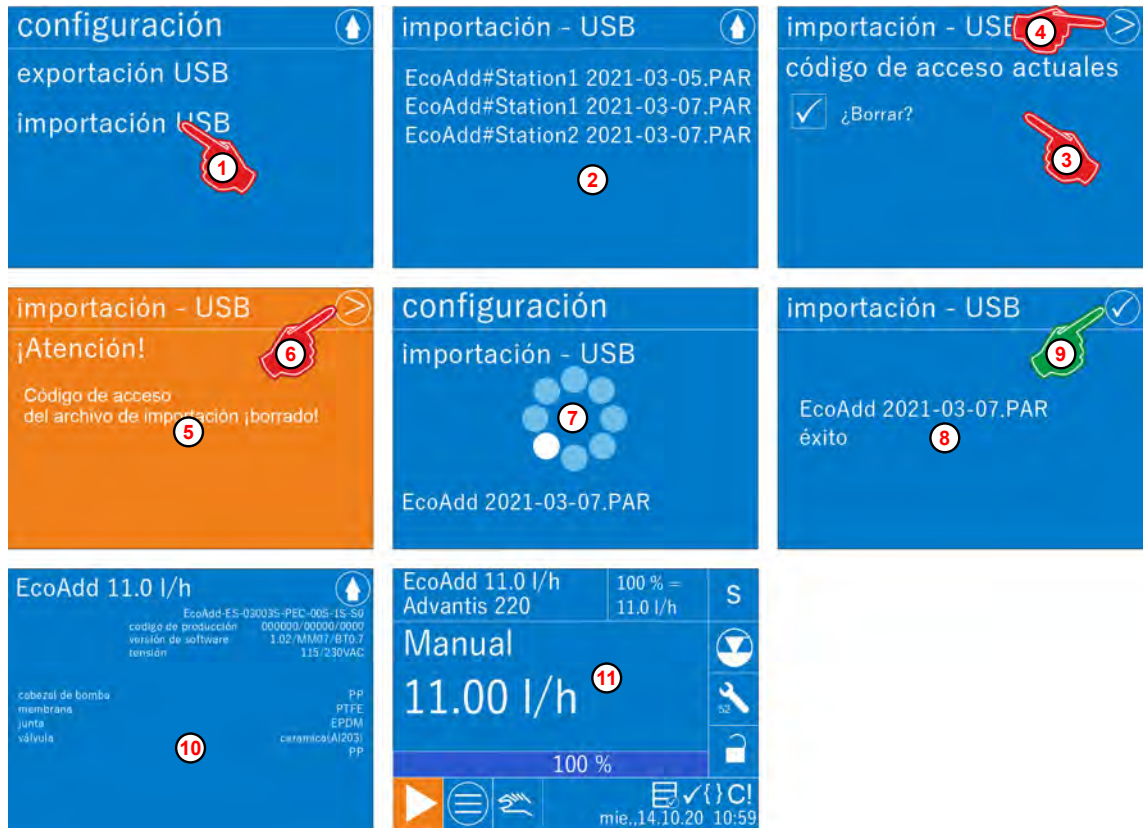 configuración
exportación USB
importación USB
1
importación - USB
EcoAdd#Station1 2021-03-05.PAR
EcoAdd#Station1 2021-03-07.PAR
EcoAdd#Station2 2021-03-07.PAR
2
importación - USB
4
código de acceso actuales
¿Borrar?
3
importación - USB
¡Atención!
6
Código de acceso
del archivo de importación ¡borrado!
5
configuración
importación - USB
7
EcoAdd 2021-03-07.PAR
importación - USB
9
EcoAdd 2021-03-07.PAR
éxito
8
EcoAdd 11.0 l/h
EcoAdd-ES-03003S-PEC-00S-1S-S0
codigo de producción 000000/00000/0000
versión de software 1.02/MM07/BT0.7
tensión 115/230VAC
cabezal de bomba PP
membrana PTFE
junta EPDM
válvula ceramica(Al203)
PP
10
EcoAdd 11.0 l/h
Advantis 220
100 % =
11.0 l/h
S
Manual
11.00 l/h
11
52
100 %
{} C!
mie.,14.10.20 10:59